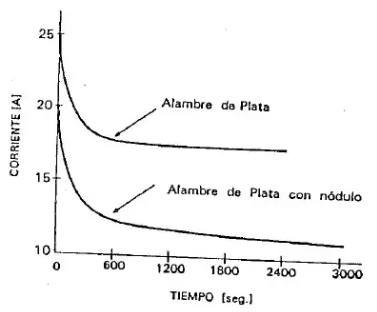 25
20
15
10
CORRIENTE [A]
Alambre de Plata
Alambre de Plata con nódulo
0 600 1200 1800 2400 3000
TIEMPO [seg.]